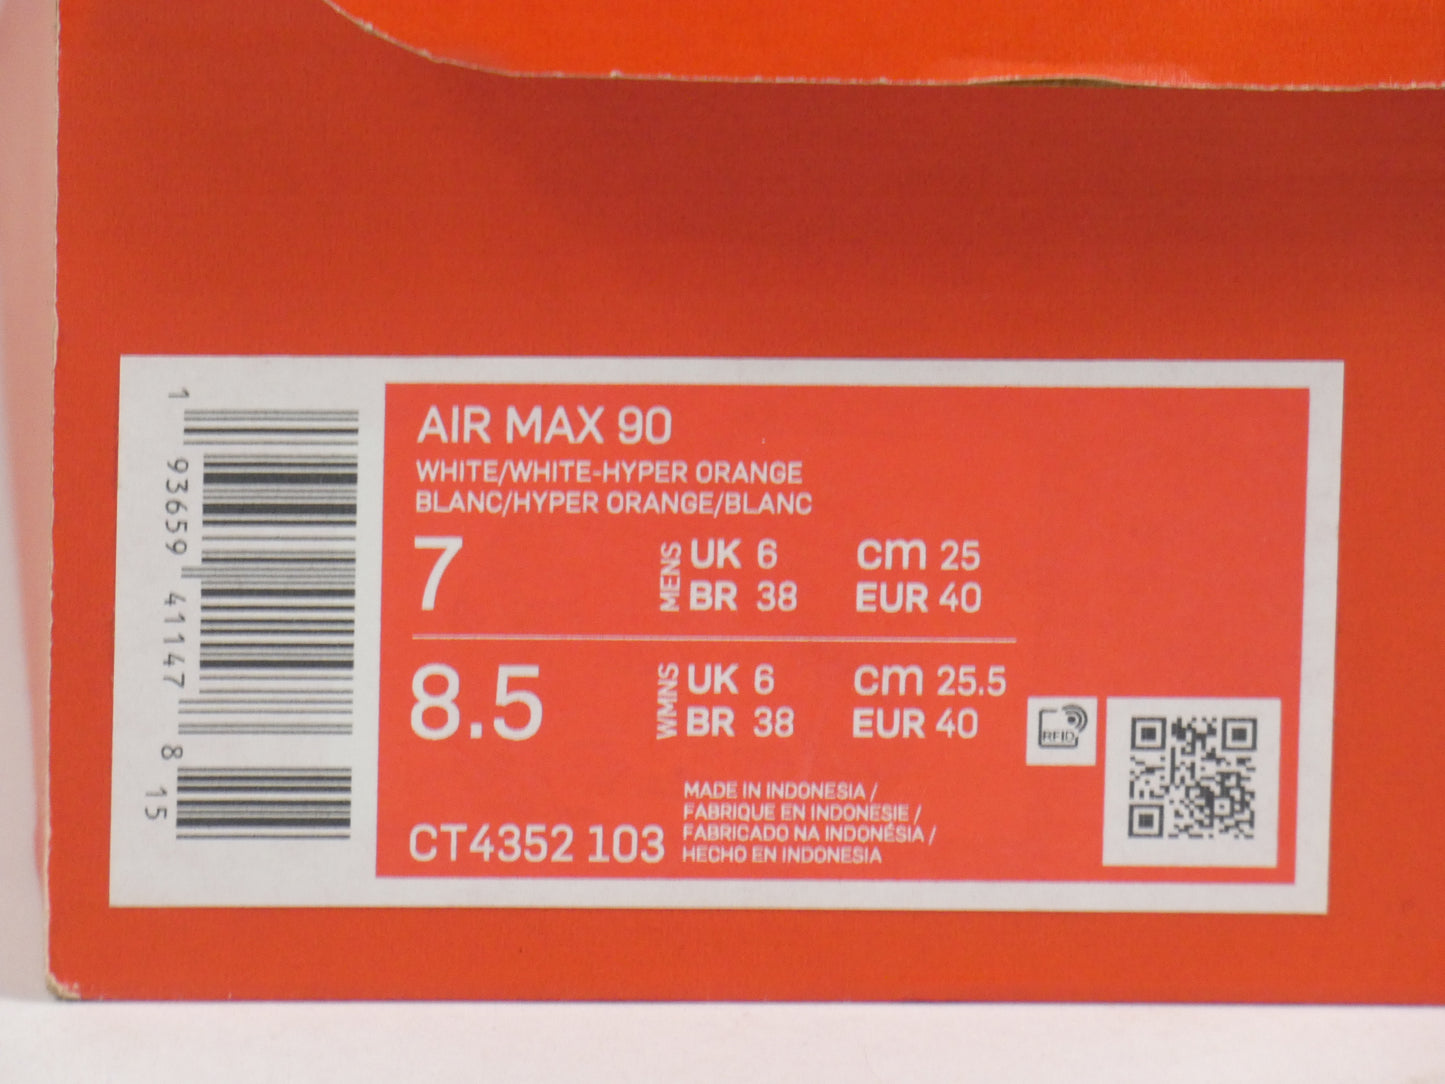 AIR MAX 90
WHITE/WHITE-HYPER ORANGE
BLANC/HYPER ORANGE/BLANC
7 MENS UK 6 cm 25
BR 38 EUR 40
8.5 WMNS UK 6 cm 25.5
BR 38 EUR 40
RFID
MADE IN INDONESIA /
FABRIQUE EN INDONESIE /
FABRICADO NA INDONÉSIA /
HECHO EN INDONESIA
CT4352 103
1 93659 41147 8
15